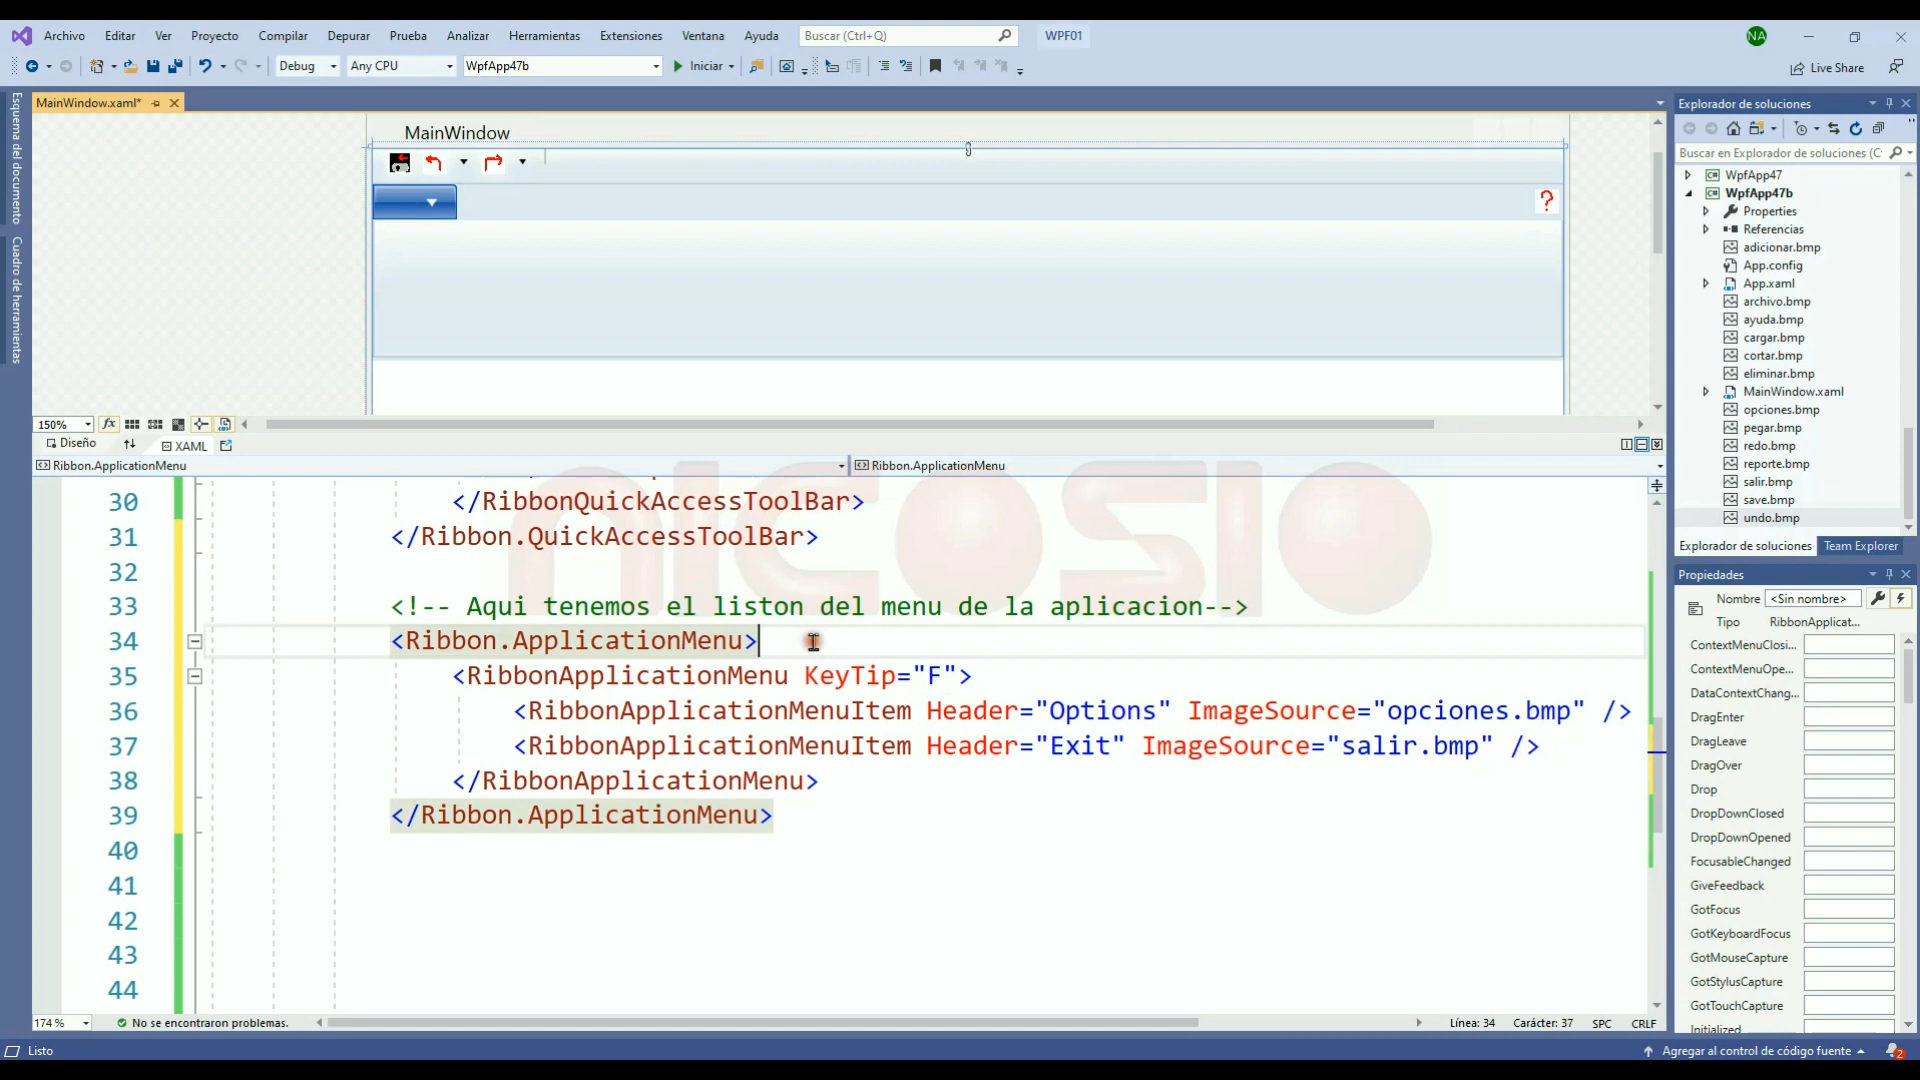 Archivo Editar Ver Proyecto Compilar Depurar Prueba Analizar Herramientas Extensiones Ventana Ayuda Buscar (Ctrl+Q) WPF01 NA
Debug Any CPU WpfApp47b Iniciar Live Share
Esquema del documento
Cuadro de herramientas
MainWindow.xaml*
MainWindow
?
150% fx
Diseño XAML
Ribbon.ApplicationMenu Ribbon.ApplicationMenu
NICOSIO
30 </RibbonQuickAccessToolBar>
31 </Ribbon.QuickAccessToolBar>
32
33 <!-- Aqui tenemos el liston del menu de la aplicacion-->
34 <Ribbon.ApplicationMenu>
35 <RibbonApplicationMenu KeyTip="F">
36 <RibbonApplicationMenuItem Header="Options" ImageSource="opciones.bmp" />
37 <RibbonApplicationMenuItem Header="Exit" ImageSource="salir.bmp" />
38 </RibbonApplicationMenu>
39 </Ribbon.ApplicationMenu>
40
41
42
43
44
174 % No se encontraron problemas. Línea: 34 Carácter: 37 SPC CRLF
Explorador de soluciones
Buscar en Explorador de soluciones (C
WpfApp47
WpfApp47b
Properties
Referencias
adicionar.bmp
App.config
App.xaml
archivo.bmp
ayuda.bmp
cargar.bmp
cortar.bmp
eliminar.bmp
MainWindow.xaml
opciones.bmp
pegar.bmp
redo.bmp
reporte.bmp
salir.bmp
save.bmp
undo.bmp
Explorador de soluciones Team Explorer
Propiedades
Nombre <Sin nombre>
Tipo RibbonApplicat...
ContextMenuClosi...
ContextMenuOpe...
DataContextChang...
DragEnter
DragLeave
DragOver
Drop
DropDownClosed
DropDownOpened
FocusableChanged
GiveFeedback
GotFocus
GotKeyboardFocus
GotMouseCapture
GotStylusCapture
GotTouchCapture
Initialized
Listo Agregar al control de código fuente 2